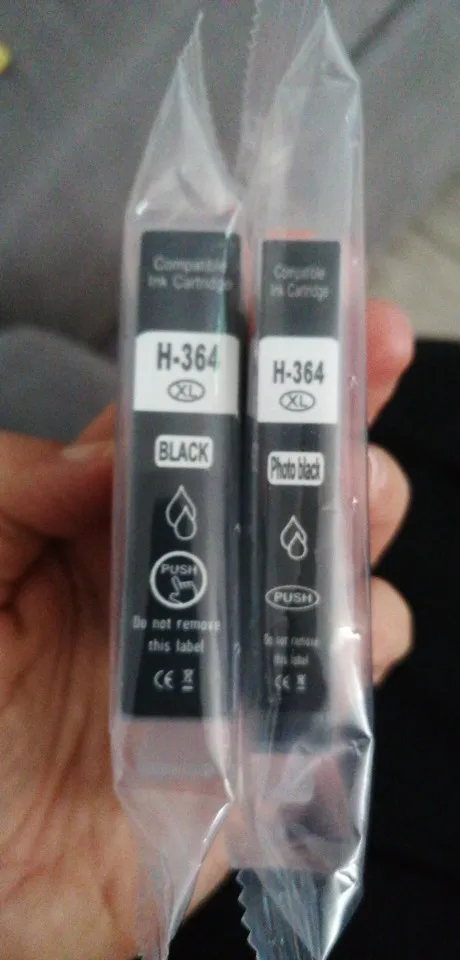 Compatible
Ink Cartridge
H-364
XL
BLACK
PUSH
Do not remove
this label
CE
Compatible
Ink Cartridge
H-364
XL
Photo black
PUSH
Do not remove
this label
CE